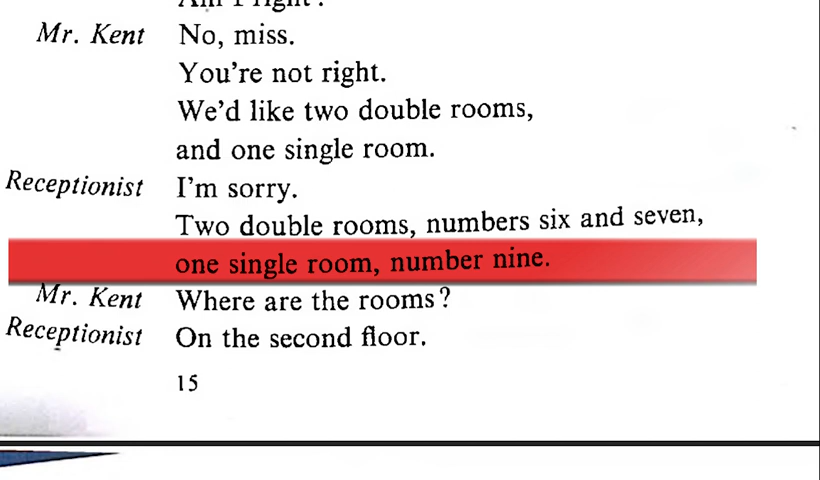 Am I right?
Mr. Kent No, miss.
You're not right.
We'd like two double rooms,
and one single room.
Receptionist I'm sorry.
Two double rooms, numbers six and seven,
one single room, number nine.
Mr. Kent Where are the rooms?
Receptionist On the second floor.
15